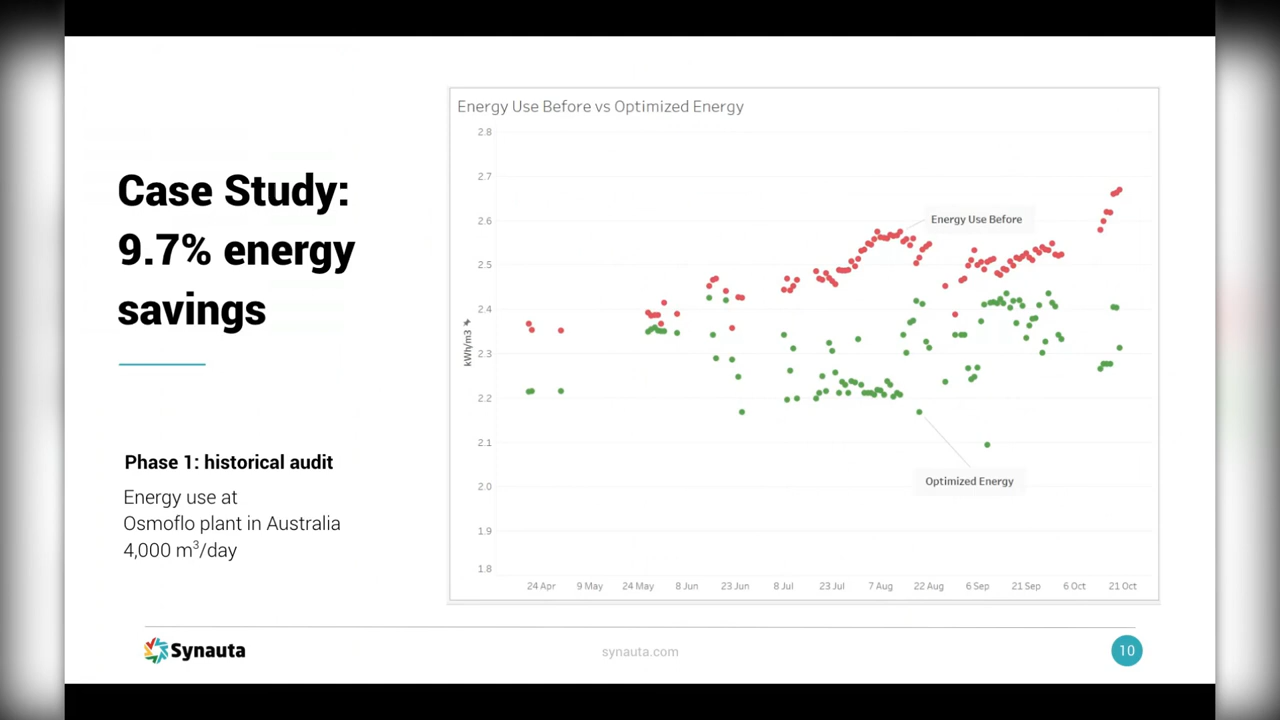 Case Study:
9.7% energy
savings
Phase 1: historical audit
Energy use at
Osmoflo plant in Australia
4,000 m³/day
Energy Use Before vs Optimized Energy
kWh/m3
2.8
2.7
2.6
2.5
2.4
2.3
2.2
2.1
2.0
1.9
1.8
Energy Use Before
Optimized Energy
24 Apr 9 May 24 May 8 Jun 23 Jun 8 Jul 23 Jul 7 Aug 22 Aug 6 Sep 21 Sep 6 Oct 21 Oct
Synauta
synauta.com
10